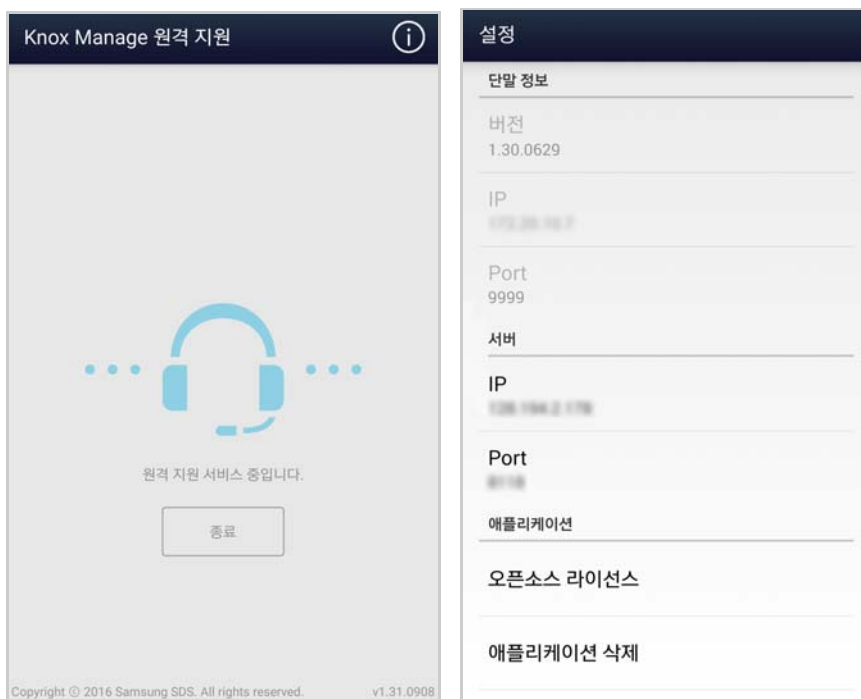 Knox Manage 원격 지원
원격 지원 서비스 중입니다.
종료
Copyright ⓒ 2016 Samsung SDS. All rights reserved.
v1.31.0908
설정
단말 정보
버전
1.30.0629
IP
Port
9999
서버
IP
Port
애플리케이션
오픈소스 라이선스
애플리케이션 삭제